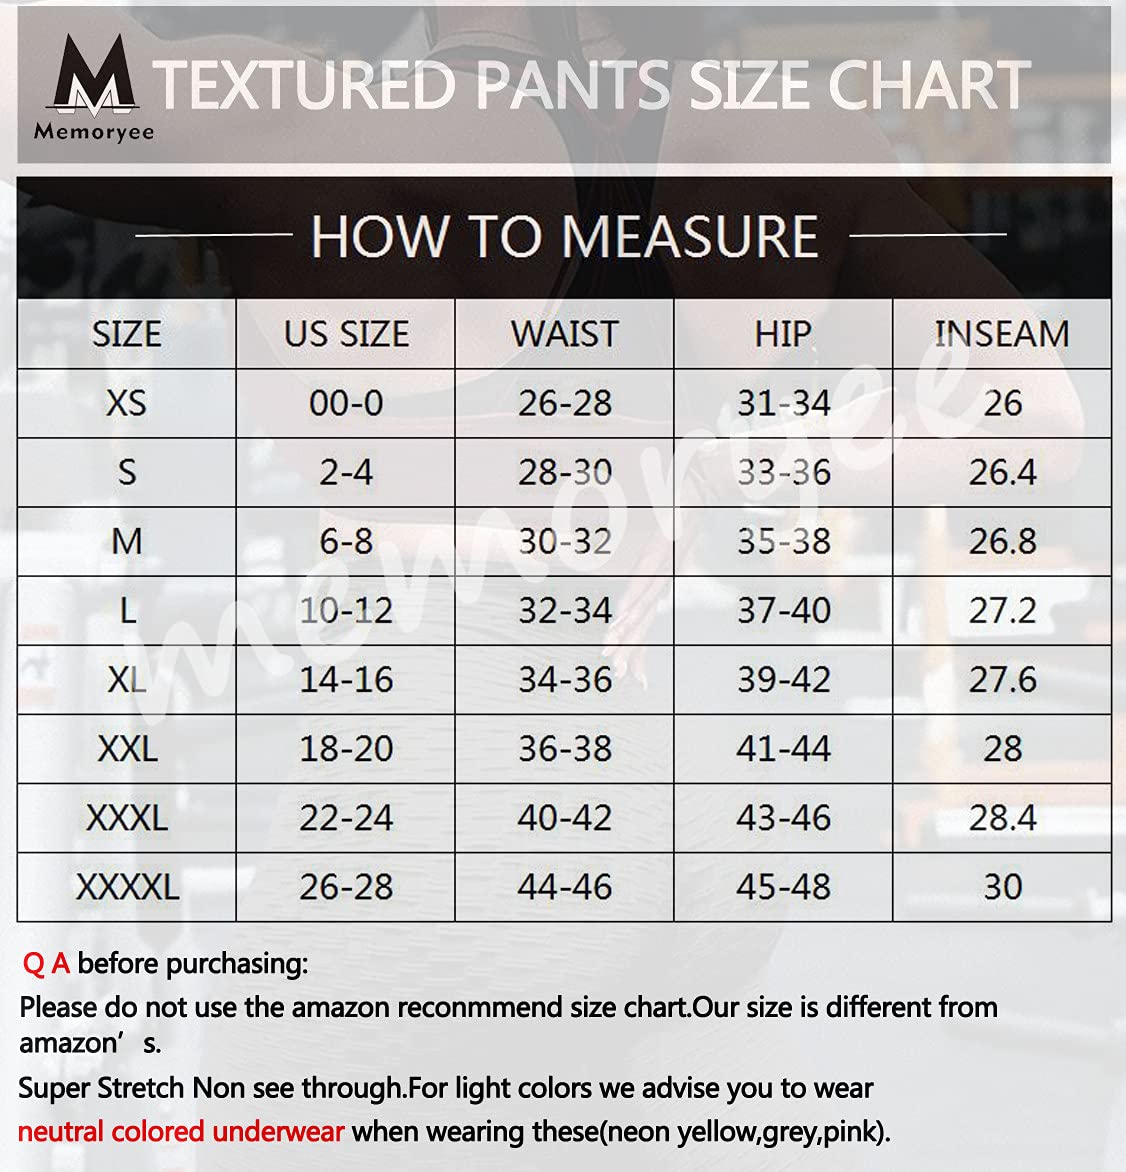 M
Memoryee
TEXTURED PANTS SIZE CHART
HOW TO MEASURE
SIZE US SIZE WAIST HIP INSEAM
XS 00-0 26-28 31-34 26
S 2-4 28-30 33-36 26.4
M 6-8 30-32 35-38 26.8
L 10-12 32-34 37-40 27.2
XL 14-16 34-36 39-42 27.6
XXL 18-20 36-38 41-44 28
XXXL 22-24 40-42 43-46 28.4
XXXXL 26-28 44-46 45-48 30
memoryee
Q A before purchasing:
Please do not use the amazon reconmmend size chart.Our size is different from
amazon’ s.
Super Stretch Non see through.For light colors we advise you to wear
neutral colored underwear when wearing these(neon yellow,grey,pink).